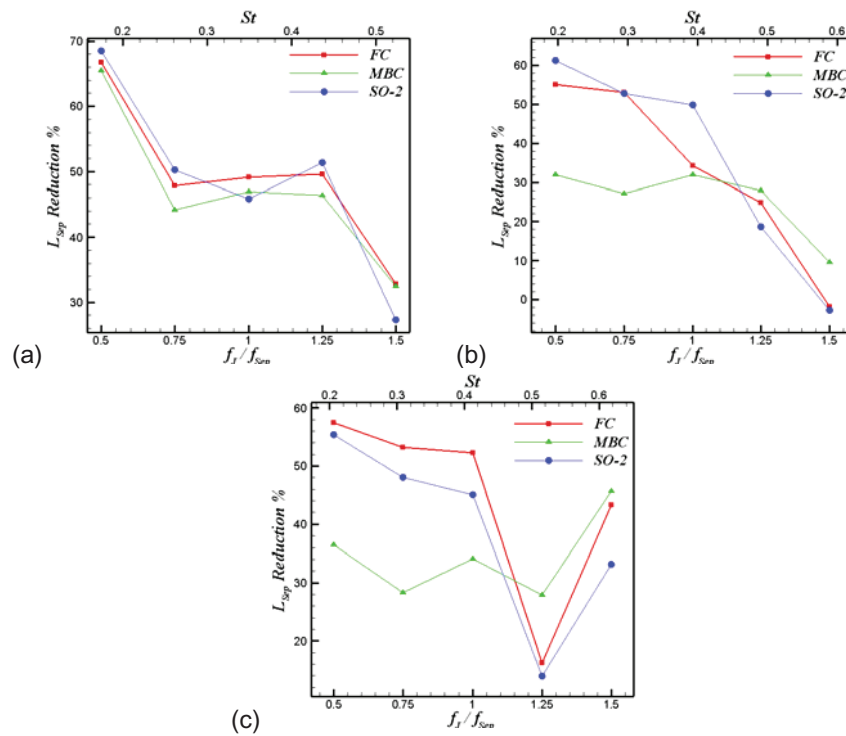 St
0.2 0.3 0.4 0.5
70
60
50
40
30
L_Sep Reduction %
FC
MBC
SO-2
0.5 0.75 1 1.25 1.5
f_J / f_Sep
(a)
St
0.2 0.3 0.4 0.5 0.6
60
50
40
30
20
10
0
L_Sep Reduction %
FC
MBC
SO-2
0.5 0.75 1 1.25 1.5
f_J / f_Sep
(b)
St
0.2 0.3 0.4 0.5 0.6
60
50
40
30
20
L_Sep Reduction %
FC
MBC
SO-2
0.5 0.75 1 1.25 1.5
f_J / f_Sep
(c)